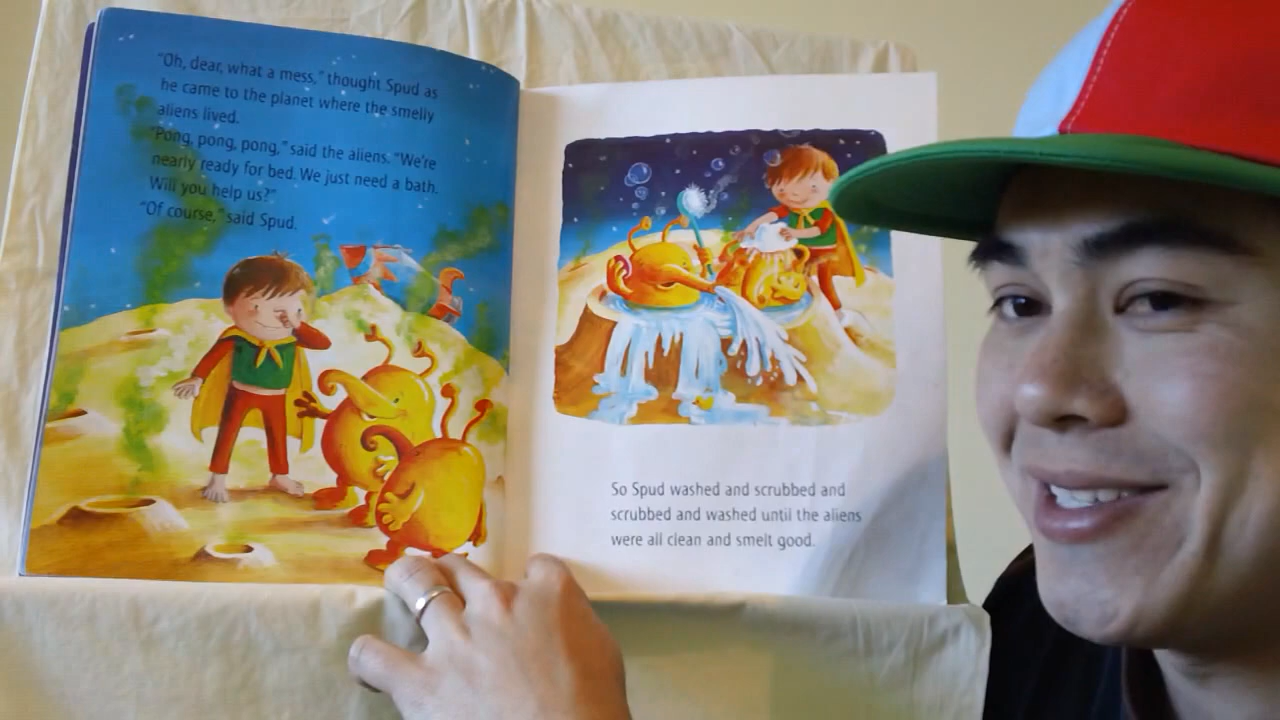 "Oh, dear, what a mess," thought Spud as
he came to the planet where the smelly
aliens lived.
"Pong, pong, pong," said the aliens. "We're
nearly ready for bed. We just need a bath.
Will you help us?"
"Of course," said Spud.
So Spud washed and scrubbed and
scrubbed and washed until the aliens
were all clean and smelt good.